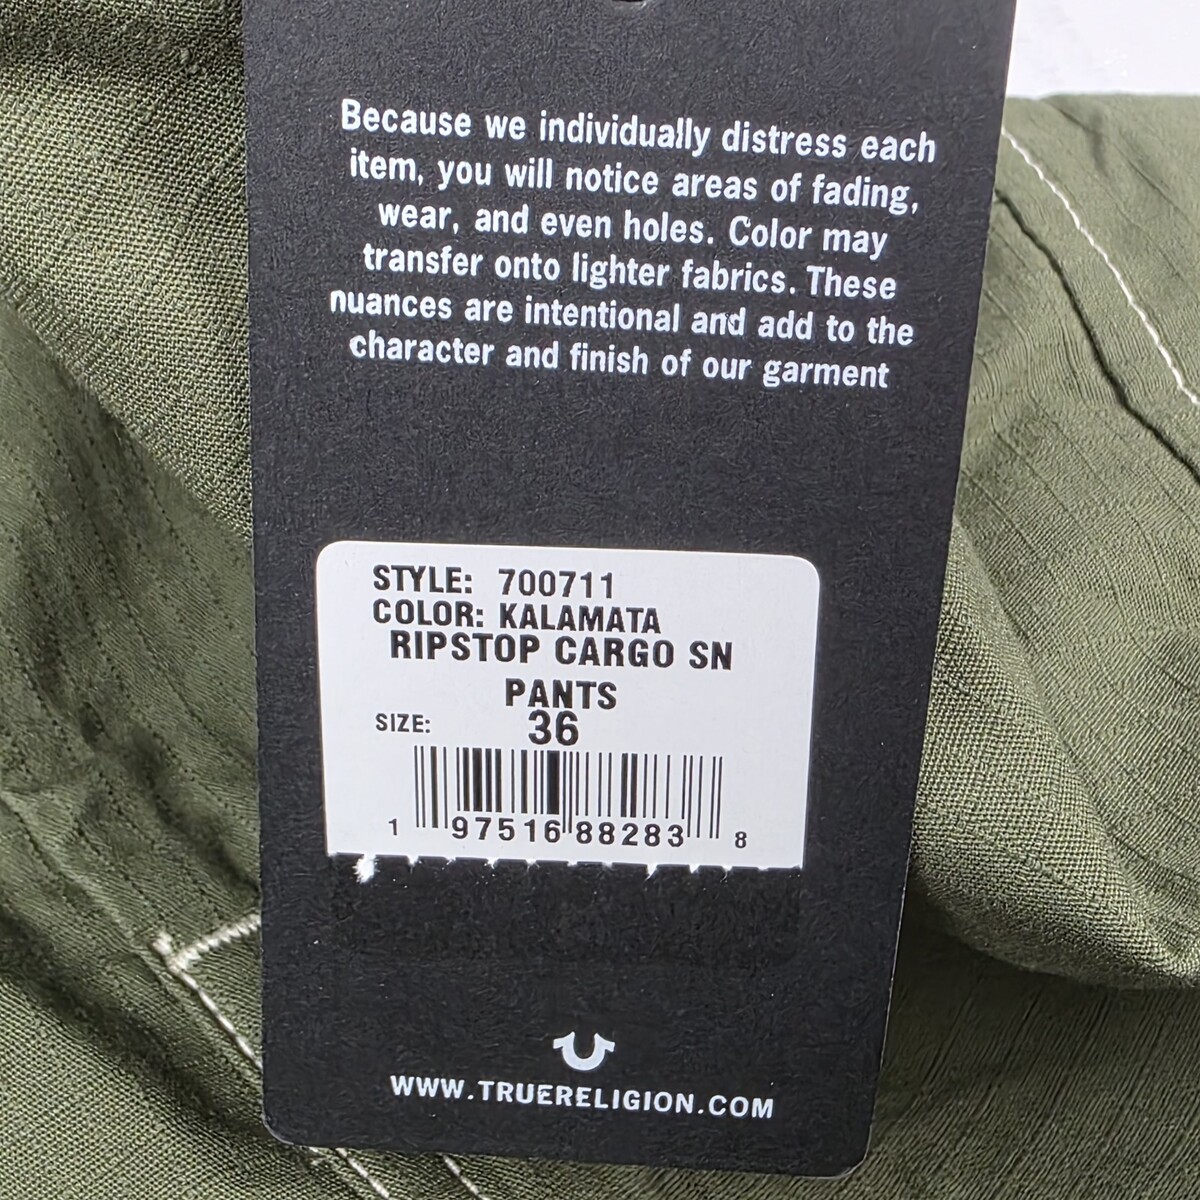 Because we individually distress each
item, you will notice areas of fading,
wear, and even holes. Color may
transfer onto lighter fabrics. These
nuances are intentional and add to the
character and finish of our garment
STYLE: 700711
COLOR: KALAMATA
RIPSTOP CARGO SN
PANTS
SIZE: 36
1 97516 88283 8
WWW.TRUERELIGION.COM